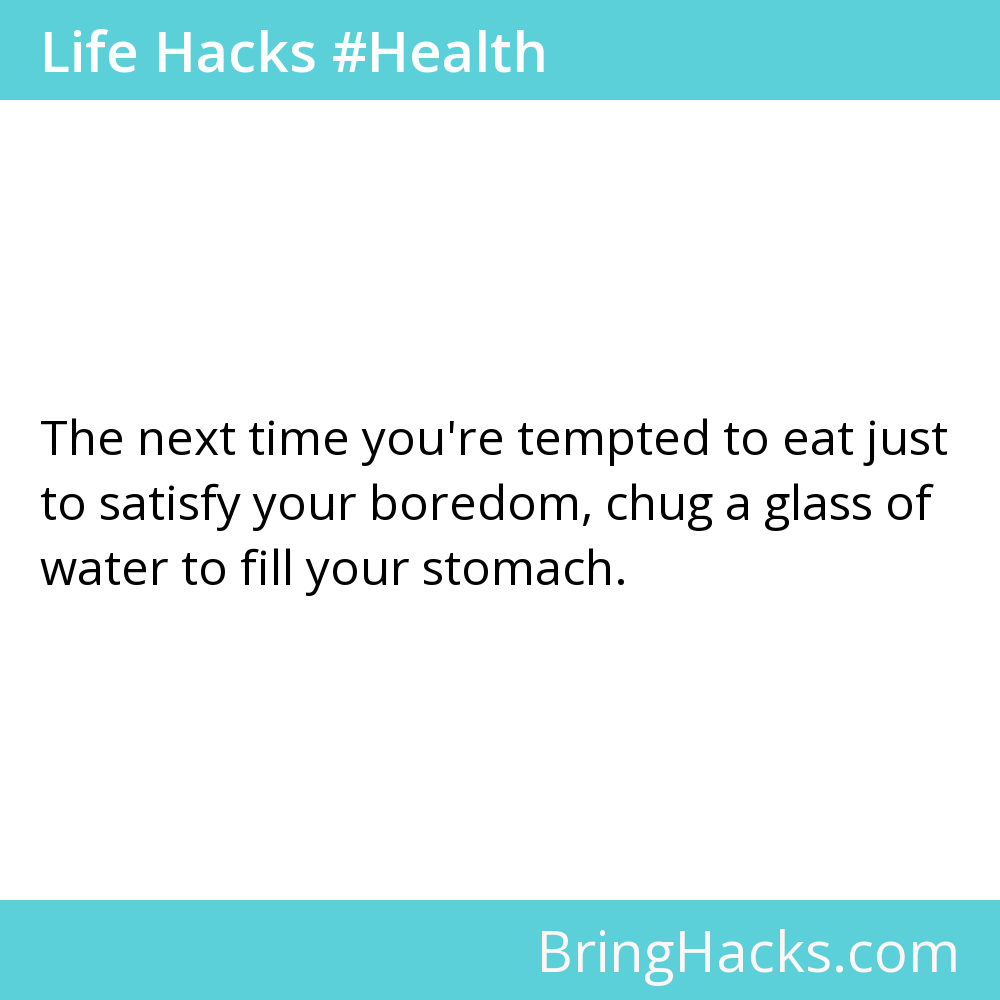 Life Hacks #Health
The next time you're tempted to eat just
to satisfy your boredom, chug a glass of
water to fill your stomach.
BringHacks.com